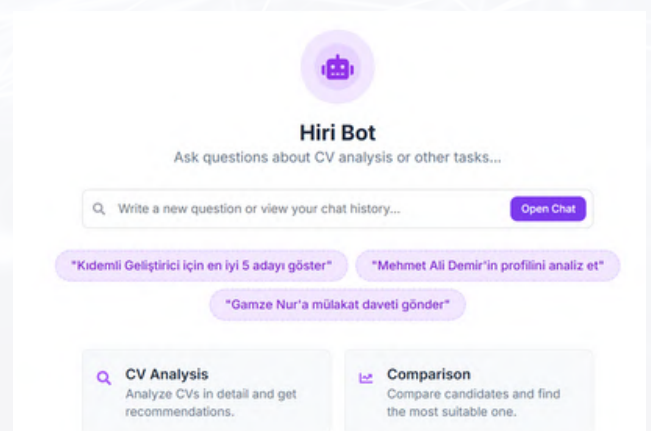 Hiri Bot
Ask questions about CV analysis or other tasks...
Write a new question or view your chat history...
Open Chat
"Kıdemli Geliştirici için en iyi 5 adayı göster"
"Mehmet Ali Demir'in profilini analiz et"
"Gamze Nur'a mülakat daveti gönder"
CV Analysis
Analyze CVs in detail and get
recommendations.
Comparison
Compare candidates and find
the most suitable one.